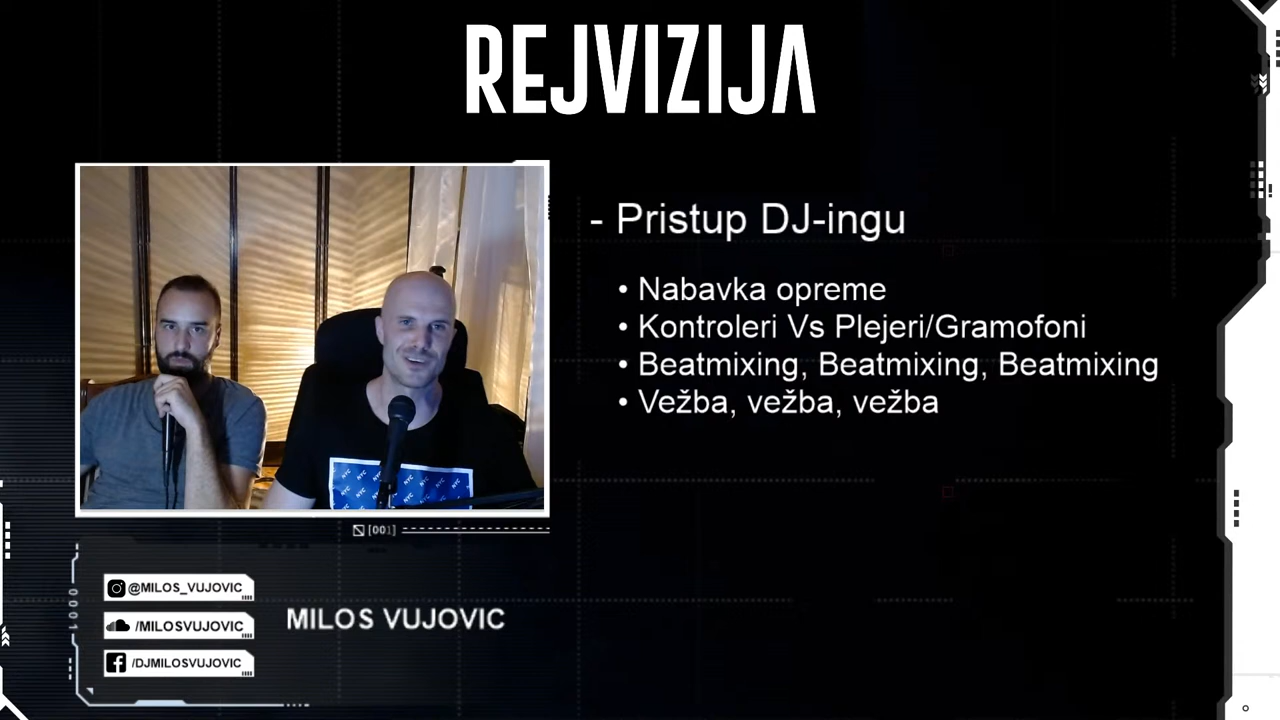 REJVIZIJA
- Pristup DJ-ingu
• Nabavka opreme
• Kontroleri Vs Plejeri/Gramofoni
• Beatmixing, Beatmixing, Beatmixing
• Vežba, vežba, vežba
[001]
0001
@MILOS_VUJOVIC
/MILOSVUJOVIC
/DJMILOSVUJOVIC
MILOS VUJOVIC